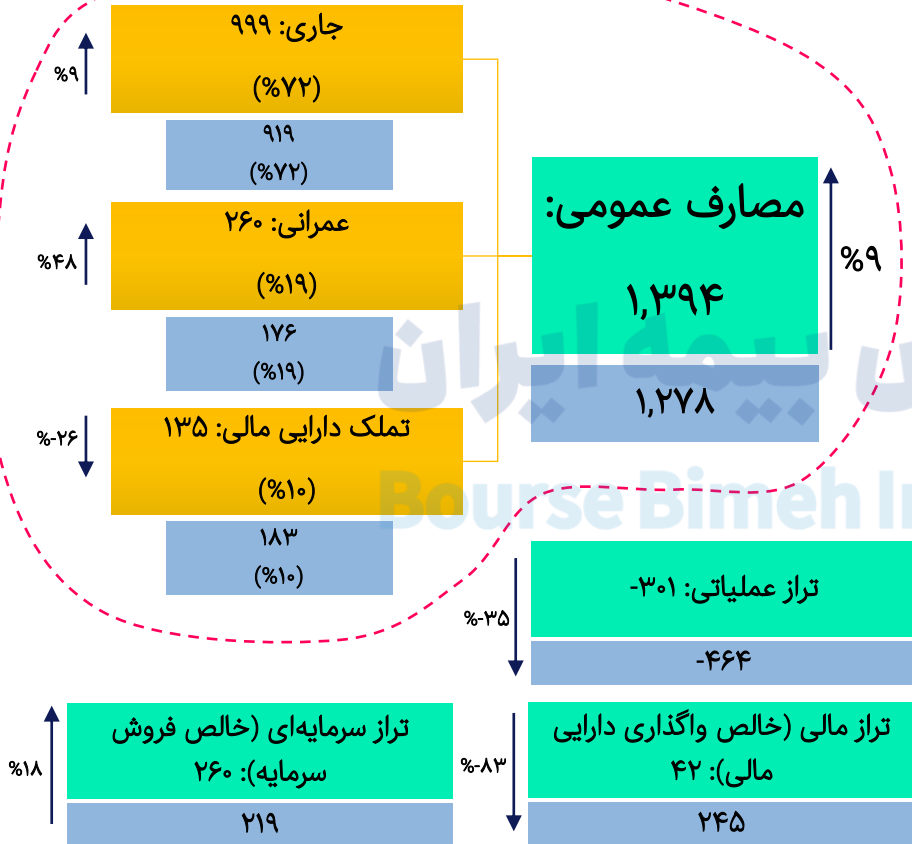 مصارف عمومی:
۱,۳۹۴
۱,۲۷۸
%۹
جاری: ۹۹۹
(%۷۲)
۹۱۹
(%۷۲)
%۹
عمرانی: ۲۶۰
(%۱۹)
۱۷۶
(%۱۹)
%۴۸
تملک دارایی مالی: ۱۳۵
(%۱۰)
۱۸۳
(%۱۰)
%-۲۶
بیمه ایران
Bourse Bimeh
تراز عملیاتی: ۳۰۱-
۴۶۴-
%-۳۵
تراز مالی (خالص واگذاری دارایی
مالی): ۴۲
۲۴۵
%-۸۳
تراز سرمایه‌ای (خالص فروش
سرمایه): ۲۶۰
۲۱۹
%۱۸